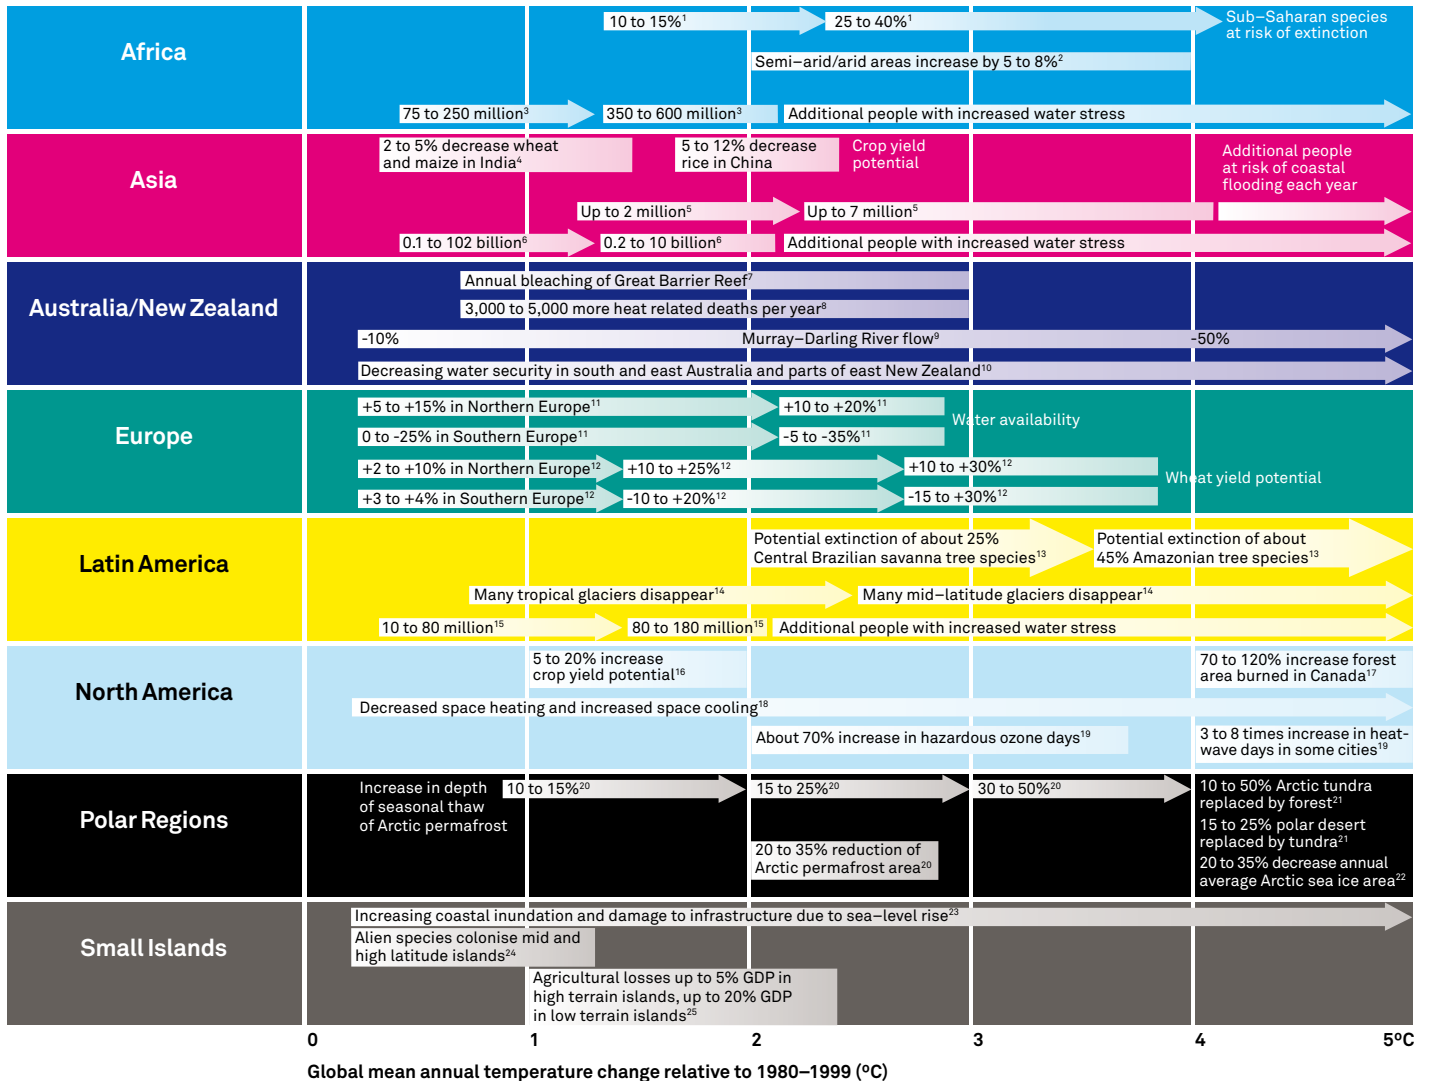 Africa
10 to 15%¹
25 to 40%¹
Sub–Saharan species
at risk of extinction
Semi–arid/arid areas increase by 5 to 8%²
75 to 250 million³
350 to 600 million³
Additional people with increased water stress
Asia
2 to 5% decrease wheat
and maize in India⁴
5 to 12% decrease
rice in China
Crop yield
potential
Additional people
at risk of coastal
flooding each year
Up to 2 million⁵
Up to 7 million⁵
0.1 to 102 billion⁶
0.2 to 10 billion⁶
Additional people with increased water stress
Australia/New Zealand
Annual bleaching of Great Barrier Reef⁷
3,000 to 5,000 more heat related deaths per year⁸
-10%
Murray–Darling River flow⁹
-50%
Decreasing water security in south and east Australia and parts of east New Zealand¹⁰
Europe
+5 to +15% in Northern Europe¹¹
+10 to +20%¹¹
0 to -25% in Southern Europe¹¹
-5 to -35%¹¹
Water availability
+2 to +10% in Northern Europe¹²
+10 to +25%¹²
+10 to +30%¹²
+3 to +4% in Southern Europe¹²
-10 to +20%¹²
-15 to +30%¹²
Wheat yield potential
Latin America
Potential extinction of about 25%
Central Brazilian savanna tree species¹³
Potential extinction of about
45% Amazonian tree species¹³
Many tropical glaciers disappear¹⁴
Many mid–latitude glaciers disappear¹⁴
10 to 80 million¹⁵
80 to 180 million¹⁵
Additional people with increased water stress
North America
5 to 20% increase
crop yield potential¹⁶
70 to 120% increase forest
area burned in Canada¹⁷
Decreased space heating and increased space cooling¹⁸
About 70% increase in hazardous ozone days¹⁹
3 to 8 times increase in heat-
wave days in some cities¹⁹
Polar Regions
Increase in depth
of seasonal thaw
of Arctic permafrost
10 to 15%²⁰
15 to 25%²⁰
30 to 50%²⁰
20 to 35% reduction of
Arctic permafrost area²⁰
10 to 50% Arctic tundra
replaced by forest²¹
15 to 25% polar desert
replaced by tundra²¹
20 to 35% decrease annual
average Arctic sea ice area²²
Small Islands
Increasing coastal inundation and damage to infrastructure due to sea–level rise²³
Alien species colonise mid and
high latitude islands²⁴
Agricultural losses up to 5% GDP in
high terrain islands, up to 20% GDP
in low terrain islands²⁵
0
1
2
3
4
5ºC
Global mean annual temperature change relative to 1980–1999 (ºC)